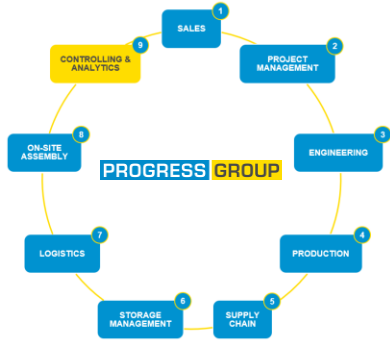 1
SALES
2
PROJECT
MANAGEMENT
3
ENGINEERING
4
PRODUCTION
5
SUPPLY
CHAIN
6
STORAGE
MANAGEMENT
7
LOGISTICS
8
ON-SITE
ASSEMBLY
9
CONTROLLING &
ANALYTICS
PROGRESS GROUP